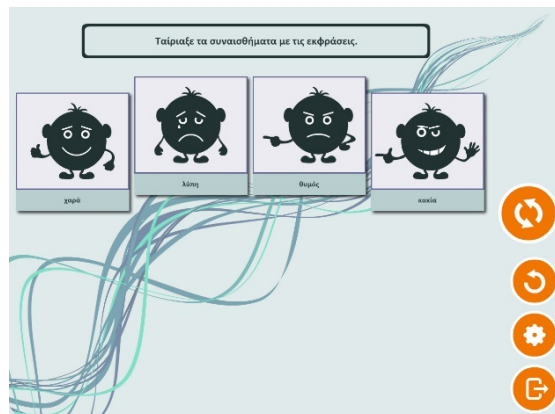 Ταίριαξε τα συναισθήματα με τις εκφράσεις.
χαρά
λύπη
θυμός
κακία